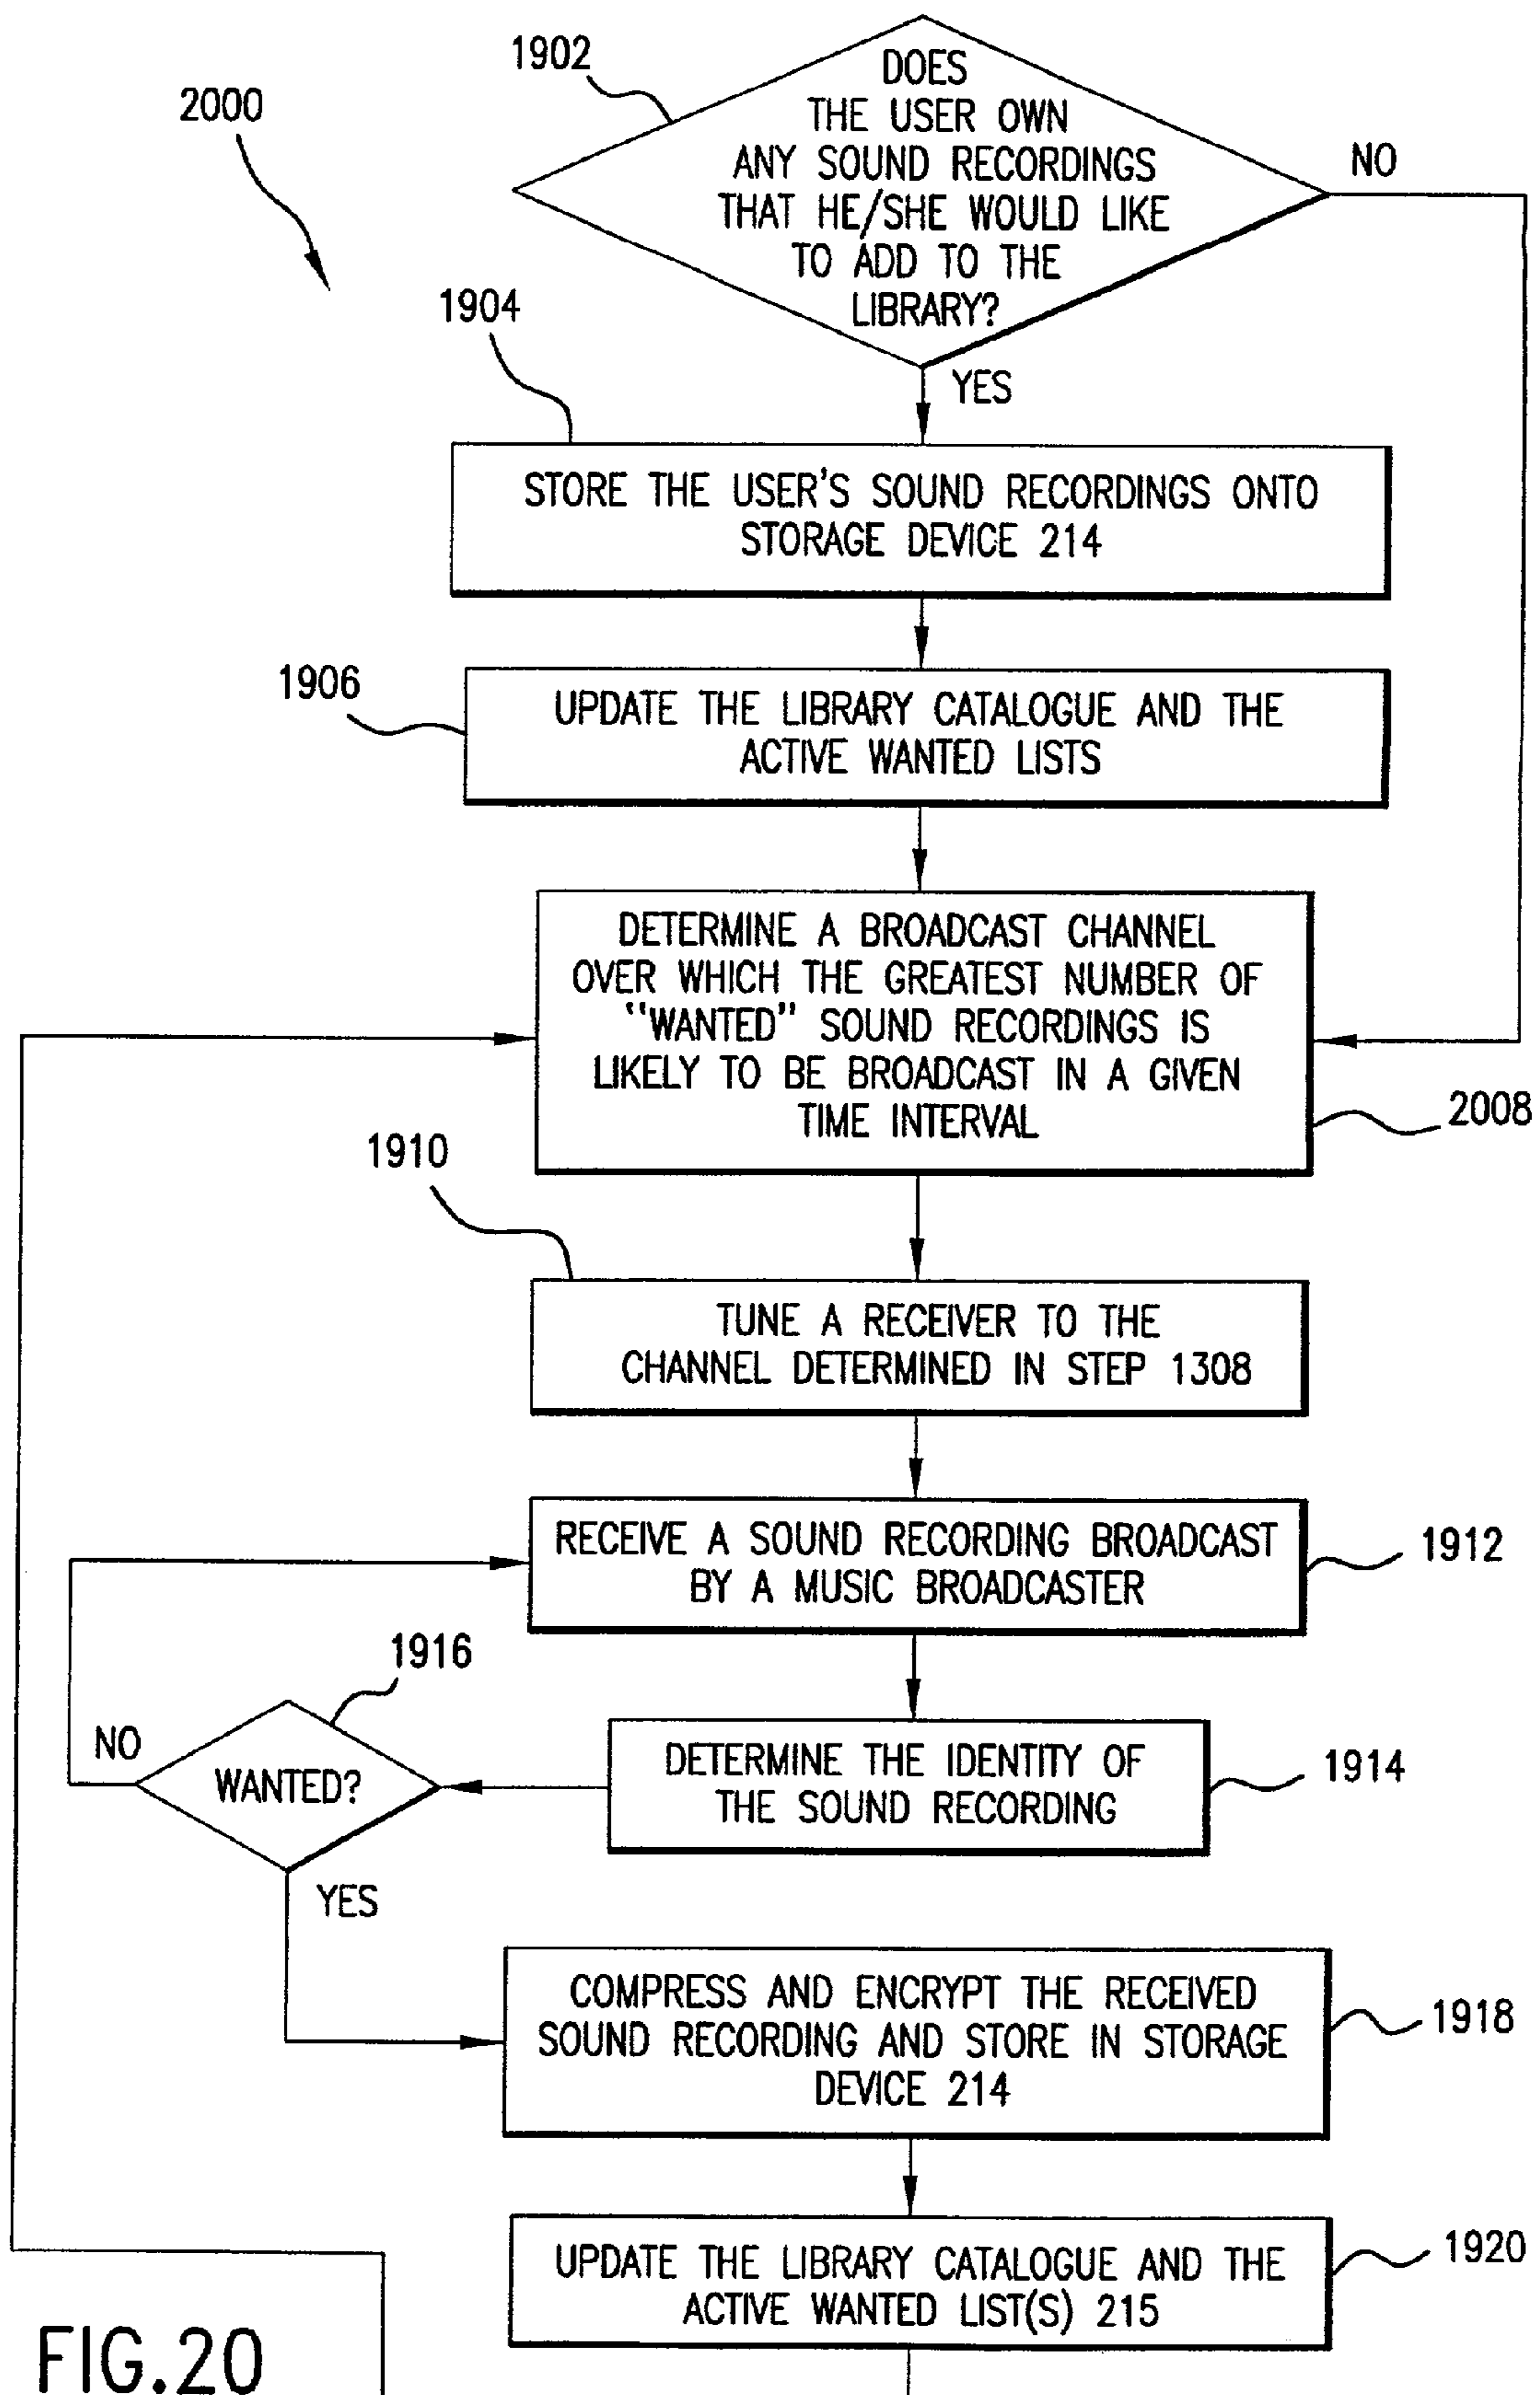 1902
2000
DOES
THE USER OWN
ANY SOUND RECORDINGS
THAT HE/SHE WOULD LIKE
TO ADD TO THE
LIBRARY?
NO
1904
YES
STORE THE USER'S SOUND RECORDINGS ONTO
STORAGE DEVICE 214
1906
UPDATE THE LIBRARY CATALOGUE AND THE
ACTIVE WANTED LISTS
DETERMINE A BROADCAST CHANNEL
OVER WHICH THE GREATEST NUMBER OF
"WANTED" SOUND RECORDINGS IS
LIKELY TO BE BROADCAST IN A GIVEN
TIME INTERVAL
2008
1910
TUNE A RECEIVER TO THE
CHANNEL DETERMINED IN STEP 1308
RECEIVE A SOUND RECORDING BROADCAST
BY A MUSIC BROADCASTER
1912
1916
NO
WANTED?
DETERMINE THE IDENTITY OF
THE SOUND RECORDING
1914
YES
COMPRESS AND ENCRYPT THE RECEIVED
SOUND RECORDING AND STORE IN STORAGE
DEVICE 214
1918
UPDATE THE LIBRARY CATALOGUE AND THE
ACTIVE WANTED LIST(S) 215
1920
FIG.20